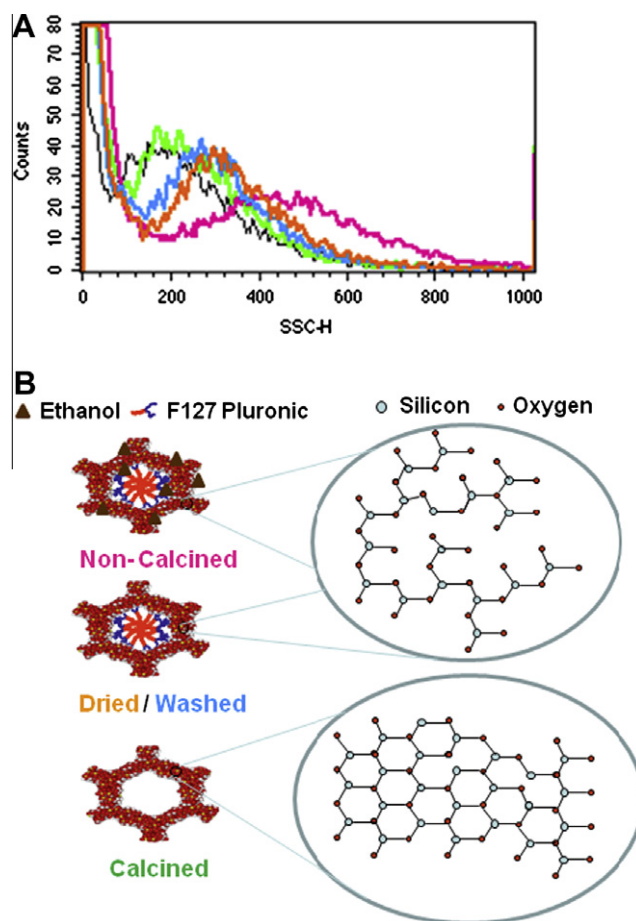 A
80
70
60
50
40
30
20
10
0
Counts
0 200 400 600 800 1000
SSC-H
B
Ethanol F127 Pluronic Silicon Oxygen
Non-Calcined
Dried / Washed
Calcined